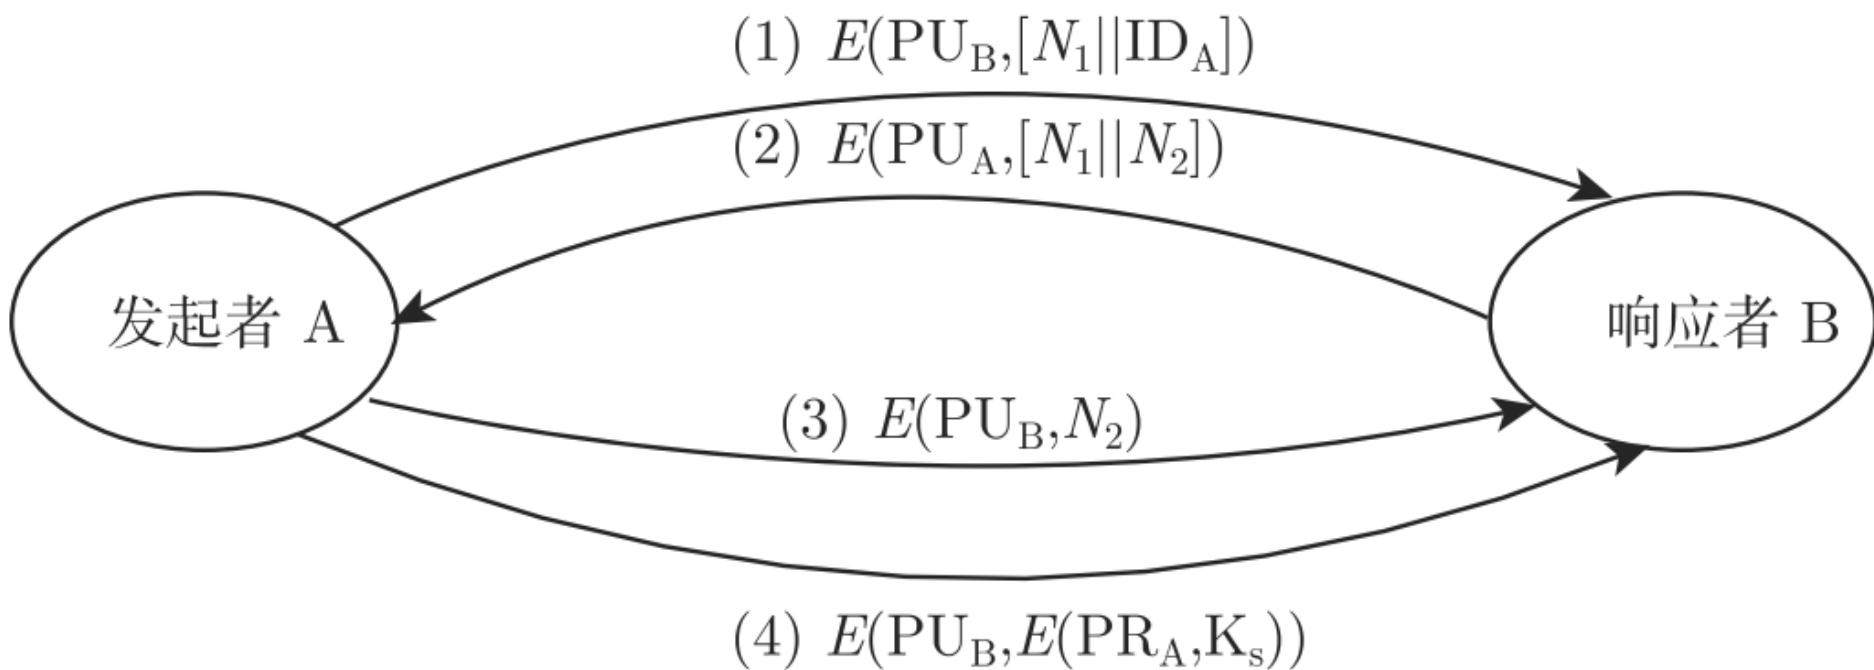 (1) E(PU_B,[N_1||ID_A])
(2) E(PU_A,[N_1||N_2])
发起者 A
响应者 B
(3) E(PU_B,N_2)
(4) E(PU_B,E(PR_A,K_s))